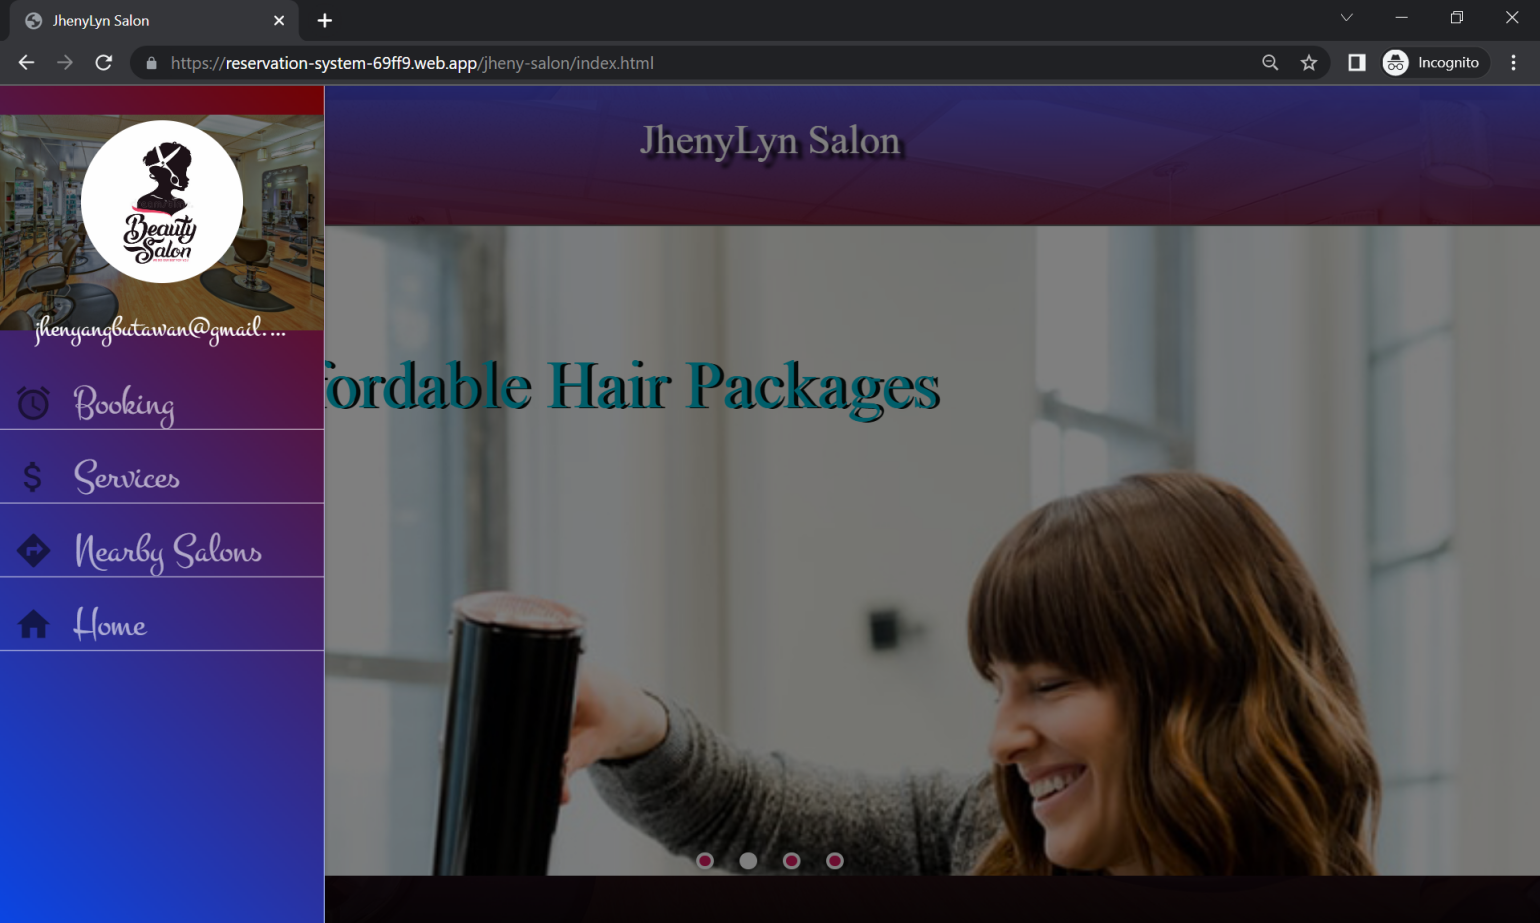 JhenyLyn Salon
https://reservation-system-69ff9.web.app/jheny-salon/index.html
Incognito
Beauty
Salon
jhenyangbutawan@gmail....
Booking
Services
Nearby Salons
Home
JhenyLyn Salon
fordable Hair Packages